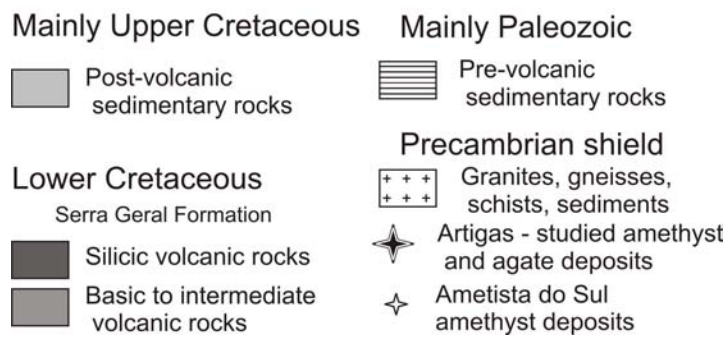 Mainly Upper Cretaceous
Post-volcanic
sedimentary rocks
Lower Cretaceous
Serra Geral Formation
Silicic volcanic rocks
Basic to intermediate
volcanic rocks
Mainly Paleozoic
Pre-volcanic
sedimentary rocks
Precambrian shield
Granites, gneisses,
schists, sediments
Artigas - studied amethyst
and agate deposits
Ametista do Sul
amethyst deposits